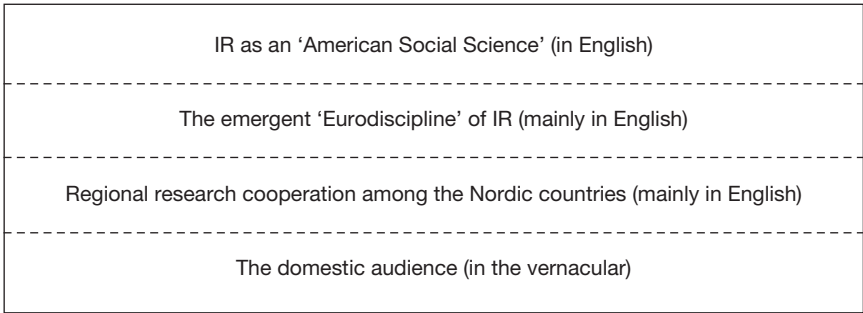 IR as an ‘American Social Science’ (in English)
The emergent ‘Eurodiscipline’ of IR (mainly in English)
Regional research cooperation among the Nordic countries (mainly in English)
The domestic audience (in the vernacular)